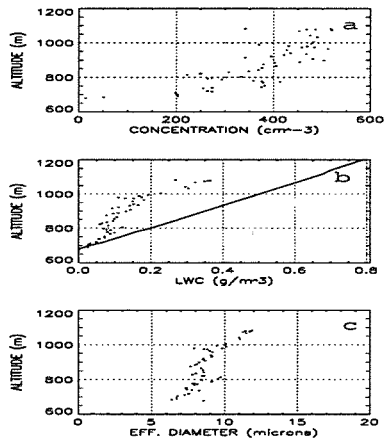 a
1000
800
600
ALTITUDE (m)
0 200 400 600
CONCENTRATION (cm-3)
b
1200
1000
800
600
ALTITUDE (m)
0.0 0.2 0.4 0.6 0.8
LWC (g/m3)
c
1200
1000
800
600
ALTITUDE (m)
0 5 10 15 20
EFF. DIAMETER (microns)